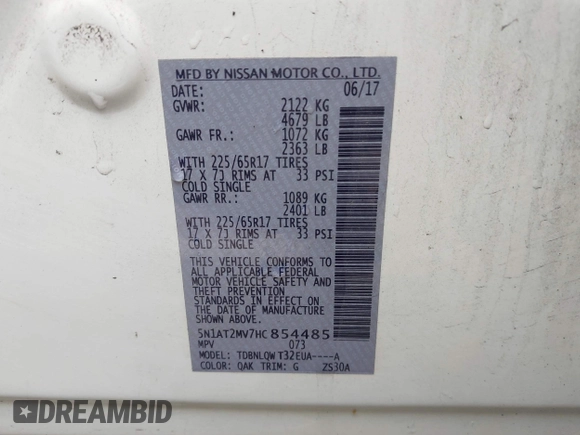 MFD BY NISSAN MOTOR CO., LTD.
DATE: 06/17
GVWR: 2122 KG
4679 LB
GAWR FR.: 1072 KG
2363 LB
WITH 225/65R17 TIRES
17 X 7J RIMS AT 33 PSI
COLD SINGLE
GAWR RR.: 1089 KG
2401 LB
WITH 225/65R17 TIRES
17 X 7J RIMS AT 33 PSI
COLD SINGLE
THIS VEHICLE CONFORMS TO
ALL APPLICABLE FEDERAL
MOTOR VEHICLE SAFETY AND
AND THEFT PREVENTION
STANDARDS IN EFFECT ON
THE DATE OF MANUFACTURE
SHOWN ABOVE.
5N1AT2MV7HC854485
MPV 073
MODEL: TDBNLQW T32EUA----A
COLOR: QAK TRIM: G ZS30A
DREAMBID